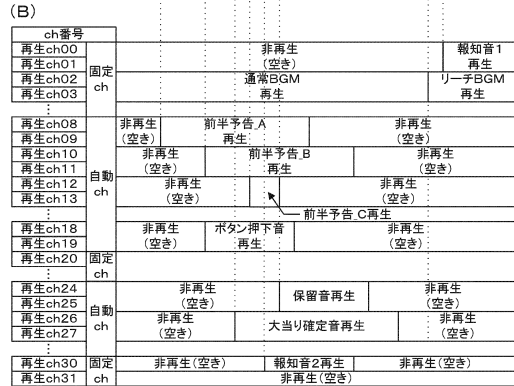 (B)
ch番号
再生ch00
再生ch01
再生ch02
再生ch03
⋮
固定
ch
非再生
(空き)
報知音1
再生
通常BGM
再生
リーチBGM
再生
再生ch08
再生ch09
再生ch10
再生ch11
再生ch12
再生ch13
⋮
再生ch18
再生ch19
自動
ch
非再生
(空き)
前半予告_A
再生
非再生
(空き)
非再生
(空き)
前半予告_B
再生
非再生
(空き)
非再生
(空き)
非再生
(空き)
前半予告_C再生
非再生
(空き)
ボタン押下音
再生
非再生
(空き)
再生ch20
⋮
固定
ch
再生ch24
再生ch25
再生ch26
再生ch27
⋮
自動
ch
非再生
(空き)
保留音再生
非再生
(空き)
非再生
(空き)
大当り確定音再生
非再生
(空き)
再生ch30
再生ch31
固定
ch
非再生(空き)
報知音2再生
非再生(空き)
非再生(空き)